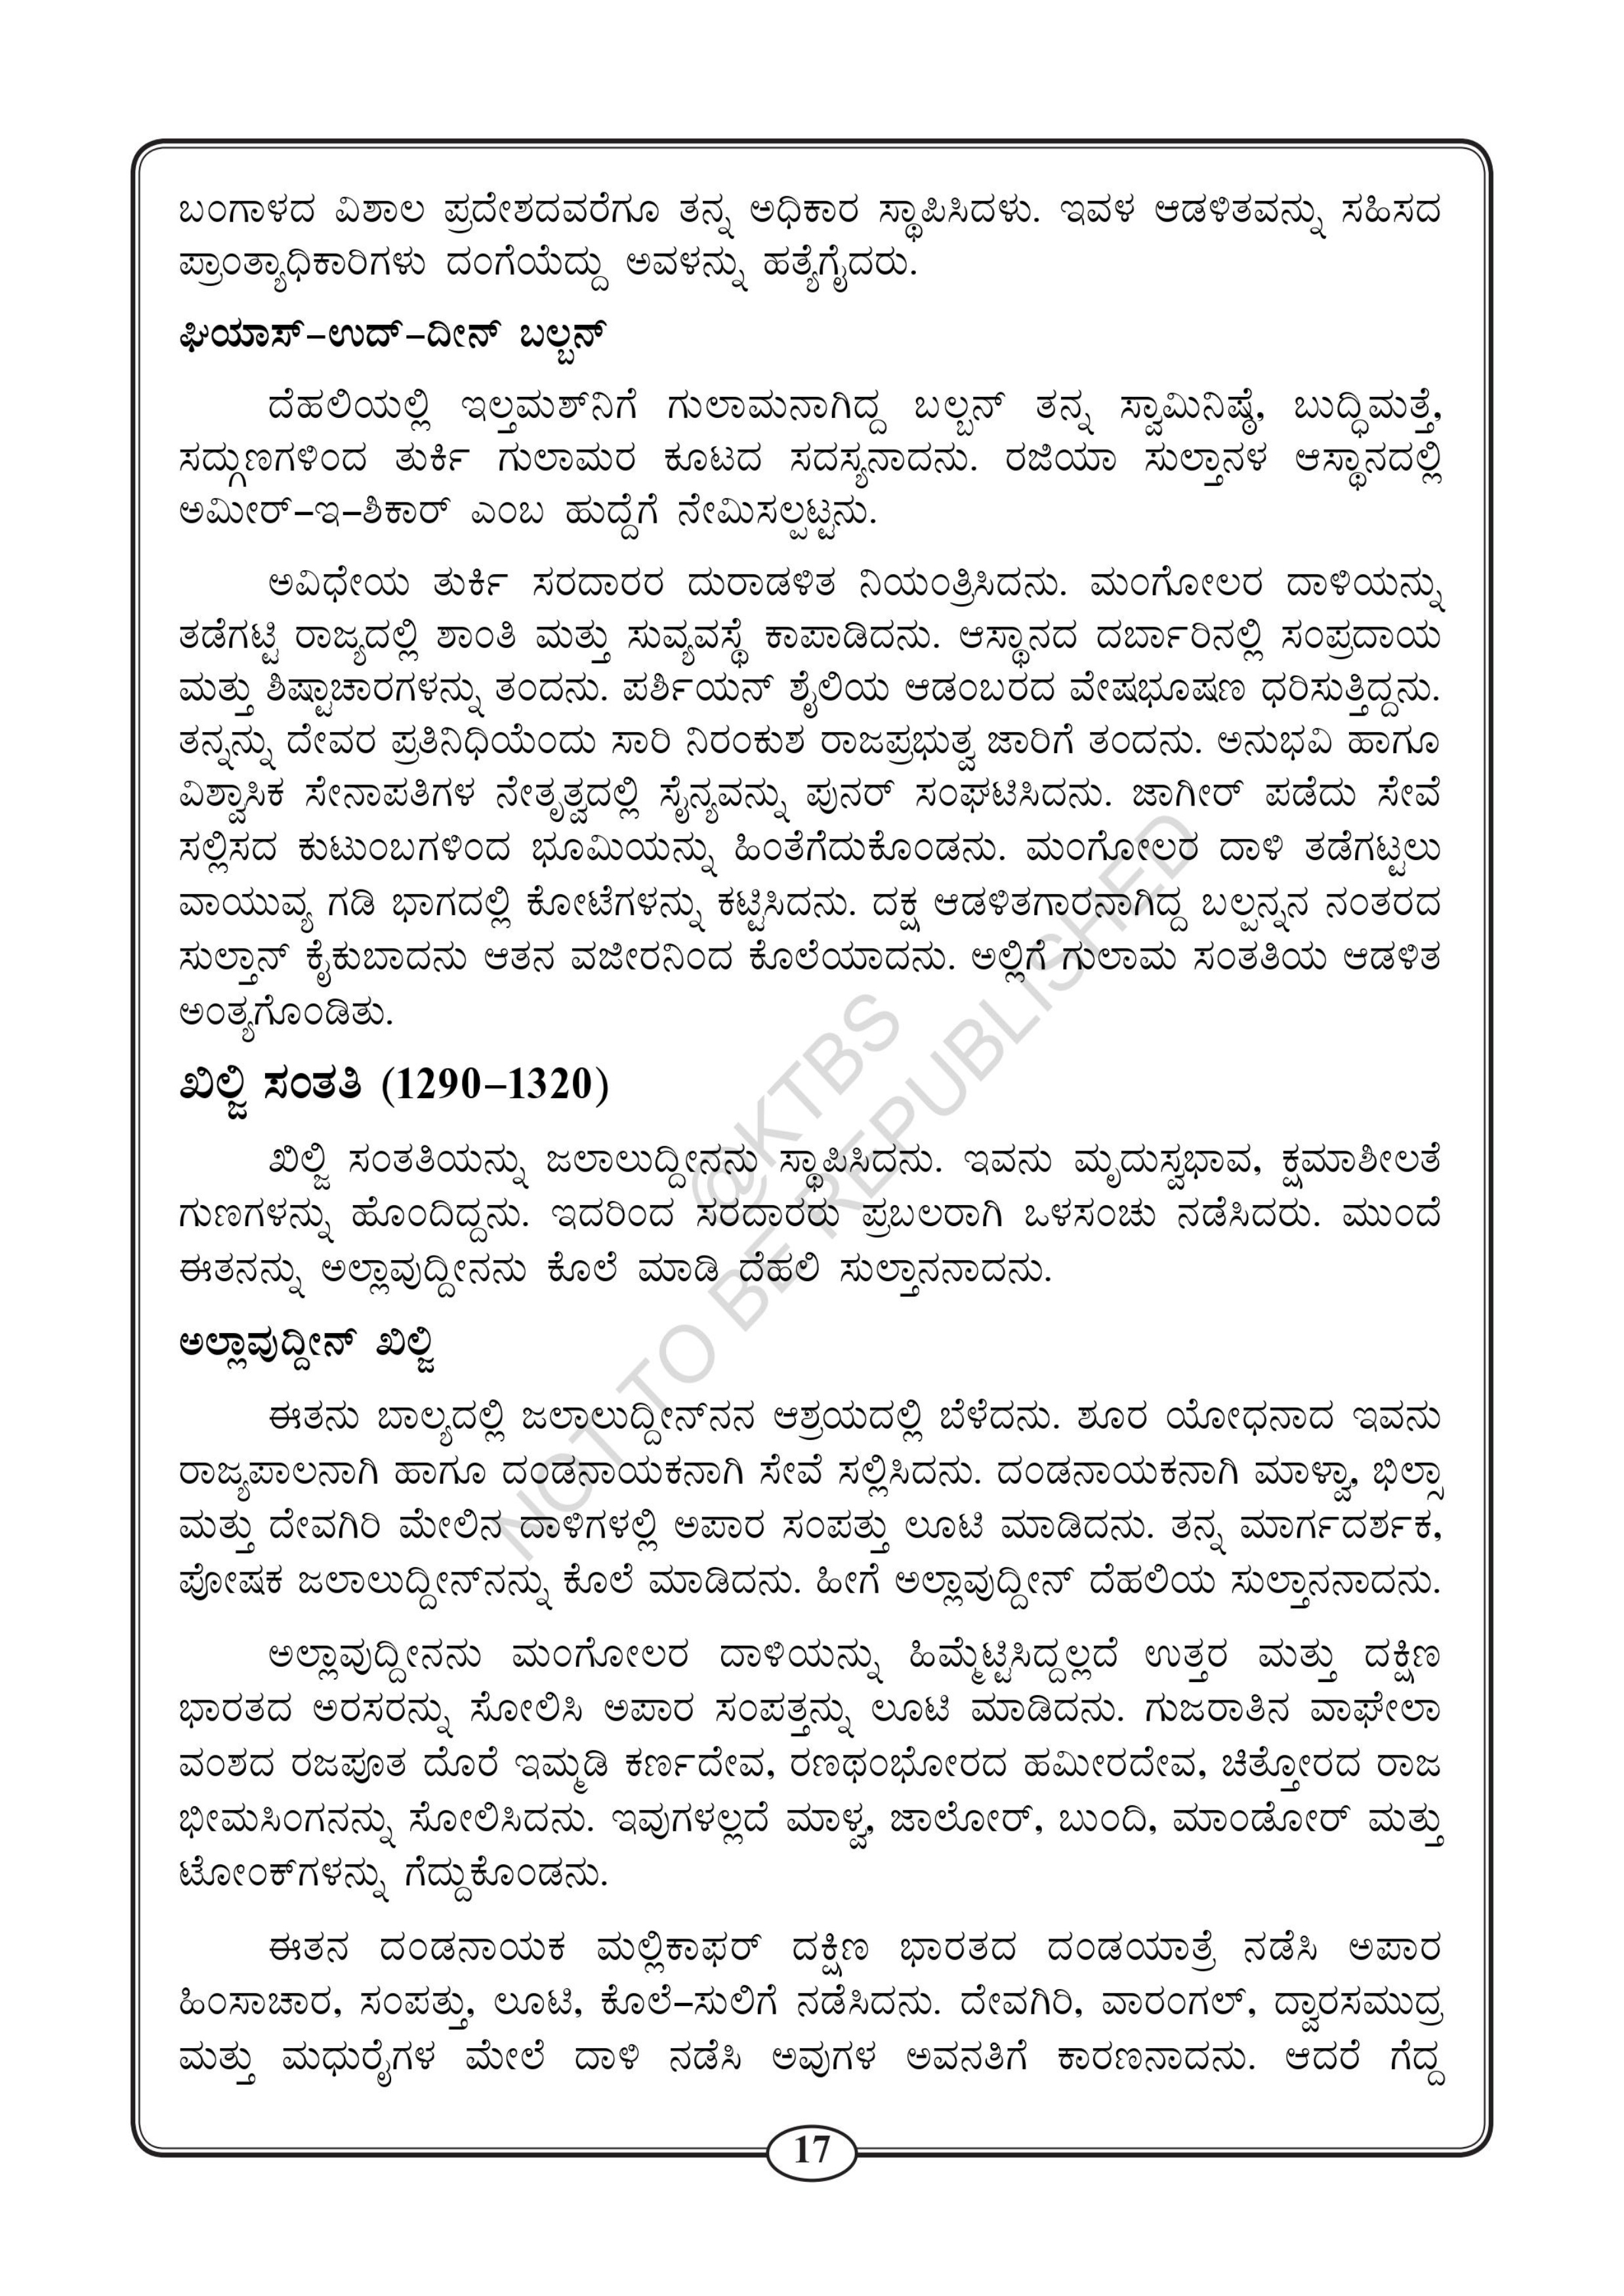 ಬಂಗಾಳದ ವಿಶಾಲ ಪ್ರದೇಶದವರೆಗೂ ತನ್ನ ಅಧಿಕಾರ ಸ್ಥಾಪಿಸಿದಳು. ಇವಳ ಆಡಳಿತವನ್ನು ಸಹಿಸದ
ಪ್ರಾಂತ್ಯಾಧಿಕಾರಿಗಳು ದಂಗೆಯೆದ್ದು ಅವಳನ್ನು ಹತ್ಯೆಗೈದರು.
ಘಿಯಾಸ್–ಉದ್–ದೀನ್ ಬಲ್ಬನ್
ದೆಹಲಿಯಲ್ಲಿ ಇಲ್ತಮಶ್‌ನಿಗೆ ಗುಲಾಮನಾಗಿದ್ದ ಬಲ್ಬನ್ ತನ್ನ ಸ್ವಾಮಿನಿಷ್ಠೆ, ಬುದ್ಧಿಮತ್ತೆ,
ಸದ್ಗುಣಗಳಿಂದ ತುರ್ಕಿ ಗುಲಾಮರ ಕೂಟದ ಸದಸ್ಯನಾದನು. ರಜಿಯಾ ಸುಲ್ತಾನಳ ಆಸ್ಥಾನದಲ್ಲಿ
ಅಮೀರ್–ಇ–ಶಿಕಾರ್ ಎಂಬ ಹುದ್ದೆಗೆ ನೇಮಿಸಲ್ಪಟ್ಟನು.
ಅವಿಧೇಯ ತುರ್ಕಿ ಸರದಾರರ ದುರಾಡಳಿತ ನಿಯಂತ್ರಿಸಿದನು. ಮಂಗೋಲರ ದಾಳಿಯನ್ನು
ತಡೆಗಟ್ಟಿ ರಾಜ್ಯದಲ್ಲಿ ಶಾಂತಿ ಮತ್ತು ಸುವ್ಯವಸ್ಥೆ ಕಾಪಾಡಿದನು. ಆಸ್ಥಾನದ ದರ್ಬಾರಿನಲ್ಲಿ ಸಂಪ್ರದಾಯ
ಮತ್ತು ಶಿಷ್ಟಾಚಾರಗಳನ್ನು ತಂದನು. ಪರ್ಶಿಯನ್ ಶೈಲಿಯ ಆಡಂಬರದ ವೇಷಭೂಷಣ ಧರಿಸುತ್ತಿದ್ದನು.
ತನ್ನನ್ನು ದೇವರ ಪ್ರತಿನಿಧಿಯೆಂದು ಸಾರಿ ನಿರಂಕುಶ ರಾಜಪ್ರಭುತ್ವ ಜಾರಿಗೆ ತಂದನು. ಅನುಭವಿ ಹಾಗೂ
ವಿಶ್ವಾಸಿಕ ಸೇನಾಪತಿಗಳ ನೇತೃತ್ವದಲ್ಲಿ ಸೈನ್ಯವನ್ನು ಪುನರ್ ಸಂಘಟಿಸಿದನು. ಜಾಗೀರ್ ಪಡೆದು ಸೇವೆ
ಸಲ್ಲಿಸದ ಕುಟುಂಬಗಳಿಂದ ಭೂಮಿಯನ್ನು ಹಿಂತೆಗೆದುಕೊಂಡನು. ಮಂಗೋಲರ ದಾಳಿ ತಡೆಗಟ್ಟಲು
ವಾಯುವ್ಯ ಗಡಿ ಭಾಗದಲ್ಲಿ ಕೋಟೆಗಳನ್ನು ಕಟ್ಟಿಸಿದನು. ದಕ್ಷ ಆಡಳಿತಗಾರನಾಗಿದ್ದ ಬಲ್ಬನ್ನನ ನಂತರದ
ಸುಲ್ತಾನ್ ಕೈಕುಬಾದನು ಆತನ ವಜೀರನಿಂದ ಕೊಲೆಯಾದನು. ಅಲ್ಲಿಗೆ ಗುಲಾಮ ಸಂತತಿಯ ಆಡಳಿತ
ಅಂತ್ಯಗೊಂಡಿತು.
ಖಿಲ್ಜಿ ಸಂತತಿ (1290–1320)
ಖಿಲ್ಜಿ ಸಂತತಿಯನ್ನು ಜಲಾಲುದ್ದೀನನು ಸ್ಥಾಪಿಸಿದನು. ಇವನು ಮೃದುಸ್ವಭಾವ, ಕ್ಷಮಾಶೀಲತೆ
ಗುಣಗಳನ್ನು ಹೊಂದಿದ್ದನು. ಇದರಿಂದ ಸರದಾರರು ಪ್ರಬಲರಾಗಿ ಒಳಸಂಚು ನಡೆಸಿದರು. ಮುಂದೆ
ಈತನನ್ನು ಅಲ್ಲಾವುದ್ದೀನನು ಕೊಲೆ ಮಾಡಿ ದೆಹಲಿ ಸುಲ್ತಾನನಾದನು.
ಅಲ್ಲಾವುದ್ದೀನ್ ಖಿಲ್ಜಿ
ಈತನು ಬಾಲ್ಯದಲ್ಲಿ ಜಲಾಲುದ್ದೀನ್‌ನನ ಆಶ್ರಯದಲ್ಲಿ ಬೆಳೆದನು. ಶೂರ ಯೋಧನಾದ ಇವನು
ರಾಜ್ಯಪಾಲನಾಗಿ ಹಾಗೂ ದಂಡನಾಯಕನಾಗಿ ಸೇವೆ ಸಲ್ಲಿಸಿದನು. ದಂಡನಾಯಕನಾಗಿ ಮಾಳ್ವಾ, ಭಿಲ್ಸಾ
ಮತ್ತು ದೇವಗಿರಿ ಮೇಲಿನ ದಾಳಿಗಳಲ್ಲಿ ಅಪಾರ ಸಂಪತ್ತು ಲೂಟಿ ಮಾಡಿದನು. ತನ್ನ ಮಾರ್ಗದರ್ಶಕ,
ಪೋಷಕ ಜಲಾಲುದ್ದೀನ್‌ನನ್ನು ಕೊಲೆ ಮಾಡಿದನು. ಹೀಗೆ ಅಲ್ಲಾವುದ್ದೀನ್ ದೆಹಲಿಯ ಸುಲ್ತಾನನಾದನು.
ಅಲ್ಲಾವುದ್ದೀನನು ಮಂಗೋಲರ ದಾಳಿಯನ್ನು ಹಿಮ್ಮೆಟ್ಟಿಸಿದ್ದಲ್ಲದೆ ಉತ್ತರ ಮತ್ತು ದಕ್ಷಿಣ
ಭಾರತದ ಅರಸರನ್ನು ಸೋಲಿಸಿ ಅಪಾರ ಸಂಪತ್ತನ್ನು ಲೂಟಿ ಮಾಡಿದನು. ಗುಜರಾತಿನ ವಾಘೇಲಾ
ವಂಶದ ರಜಪೂತ ದೊರೆ ಇಮ್ಮಡಿ ಕರ್ಣದೇವ, ರಣಥಂಭೋರದ ಹಮೀರದೇವ, ಚಿತ್ತೋರದ ರಾಜ
ಭೀಮಸಿಂಗನನ್ನು ಸೋಲಿಸಿದನು. ಇವುಗಳಲ್ಲದೆ ಮಾಳ್ವ, ಜಾಲೋರ್, ಬುಂದಿ, ಮಾಂಡೋರ್ ಮತ್ತು
ಟೋಂಕ್‌ಗಳನ್ನು ಗೆದ್ದುಕೊಂಡನು.
ಈತನ ದಂಡನಾಯಕ ಮಲ್ಲಿಕಾಫರ್ ದಕ್ಷಿಣ ಭಾರತದ ದಂಡಯಾತ್ರೆ ನಡೆಸಿ ಅಪಾರ
ಹಿಂಸಾಚಾರ, ಸಂಪತ್ತು, ಲೂಟಿ, ಕೊಲೆ–ಸುಲಿಗೆ ನಡೆಸಿದನು. ದೇವಗಿರಿ, ವಾರಂಗಲ್, ದ್ವಾರಸಮುದ್ರ
ಮತ್ತು ಮಧುರೈಗಳ ಮೇಲೆ ದಾಳಿ ನಡೆಸಿ ಅವುಗಳ ಅವನತಿಗೆ ಕಾರಣನಾದನು. ಆದರೆ ಗೆದ್ದ
17
@KTBS
NOT TO BE REPUBLISHED